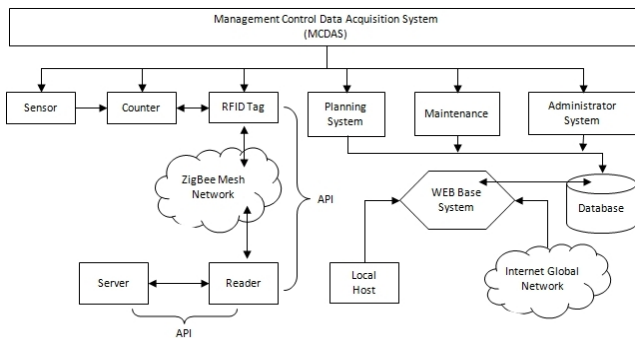 Management Control Data Acquisition System
(MCDAS)
Sensor
Counter
RFID Tag
Planning
System
Maintenance
Administrator
System
ZigBee Mesh
Network
API
WEB Base
System
Database
Server
Reader
Local
Host
Internet Global
Network
API